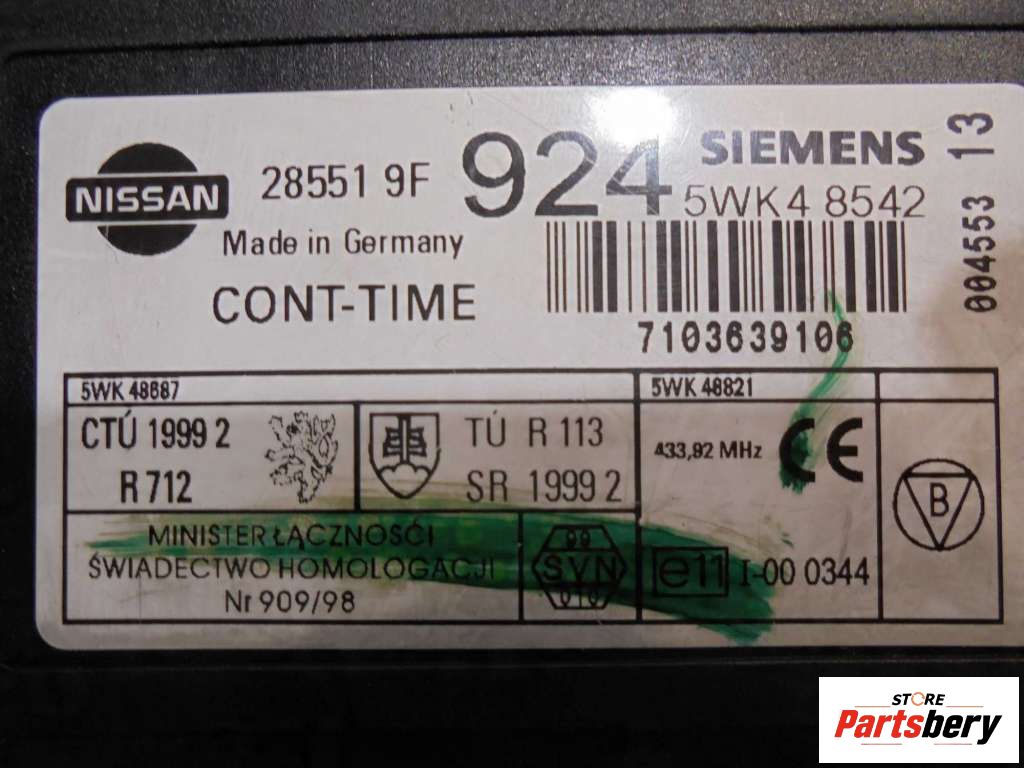 NISSAN
28551 9F 924
SIEMENS
5WK4 8542
Made in Germany
CONT-TIME
7103639106
004553 13
5WK 48687
CTÚ 1999 2
R 712
TÚ R 113
SR 1999 2
5WK 48821
433,92 MHz
CE
B
MINISTER ŁĄCZNOŚCI
ŚWIADECTWO HOMOLOGACJI
Nr 909/98
SVN
010
e11 I-00 0344
STORE
Partsbery